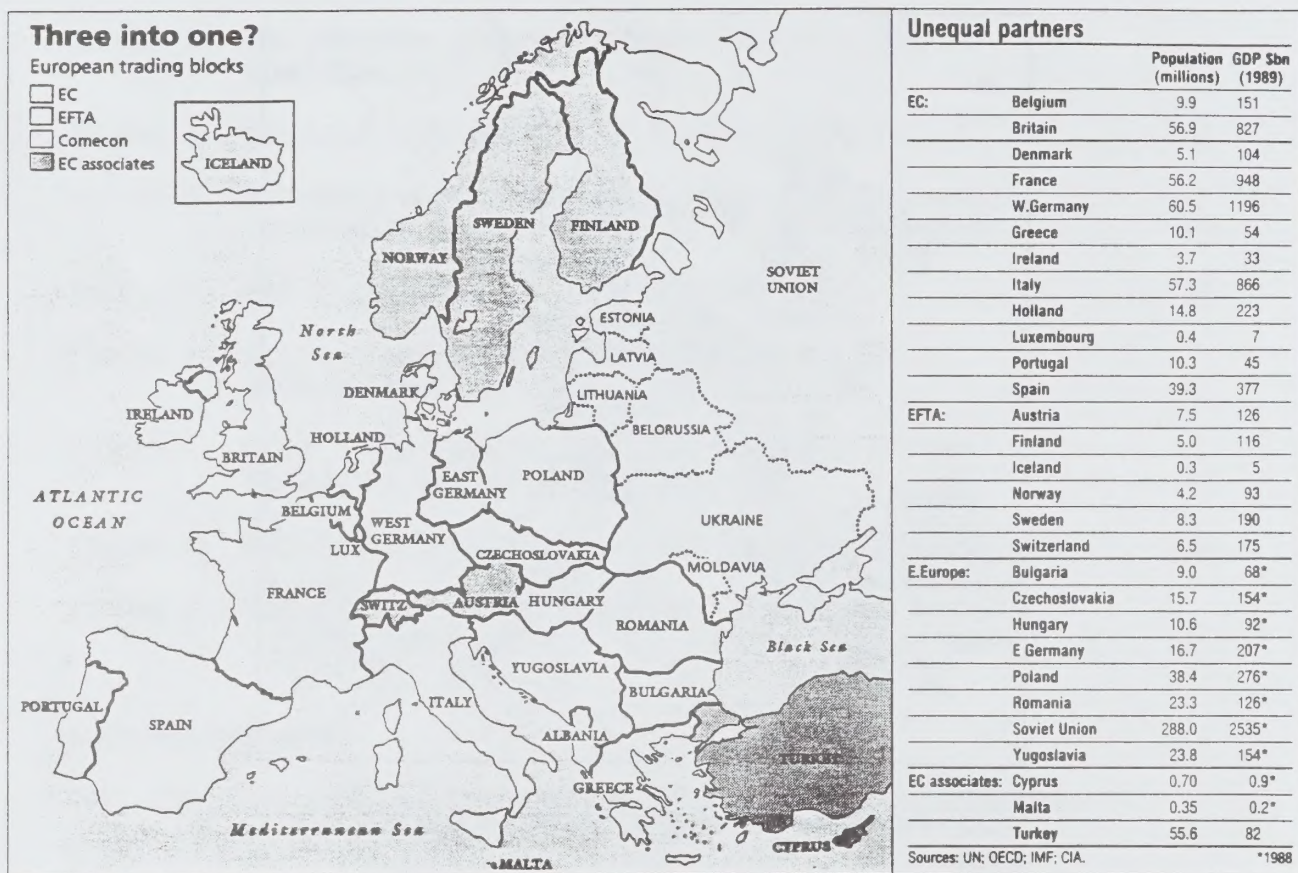 Three into one?
European trading blocks
EC
EFTA
Comecon
EC associates
ICELAND
NORWAY
SWEDEN
FINLAND
SOVIET
UNION
North
Sea
ESTONIA
LATVIA
LITHUANIA
BELORUSSIA
DENMARK
IRELAND
HOLLAND
BRITAIN
EAST
GERMANY
POLAND
ATLANTIC
OCEAN
BELGIUM
WEST
GERMANY
LUX
UKRAINE
CZECHOSLOVAKIA
MOLDAVIA
FRANCE
SWITZ
AUSTRIA
HUNGARY
ROMANIA
Black Sea
YUGOSLAVIA
BULGARIA
PORTUGAL
SPAIN
ITALY
ALBANIA
TURKEY
GREECE
Mediterranean Sea
MALTA
CYPRUS
Unequal partners
Population GDP $bn
(millions) (1989)
EC: Belgium 9.9 151
Britain 56.9 827
Denmark 5.1 104
France 56.2 948
W.Germany 60.5 1196
Greece 10.1 54
Ireland 3.7 33
Italy 57.3 866
Holland 14.8 223
Luxembourg 0.4 7
Portugal 10.3 45
Spain 39.3 377
EFTA: Austria 7.5 126
Finland 5.0 116
Iceland 0.3 5
Norway 4.2 93
Sweden 8.3 190
Switzerland 6.5 175
E.Europe: Bulgaria 9.0 68*
Czechoslovakia 15.7 154*
Hungary 10.6 92*
E Germany 16.7 207*
Poland 38.4 276*
Romania 23.3 126*
Soviet Union 288.0 2535*
Yugoslavia 23.8 154*
EC associates: Cyprus 0.70 0.9*
Malta 0.35 0.2*
Turkey 55.6 82
Sources: UN; OECD; IMF; CIA. *1988